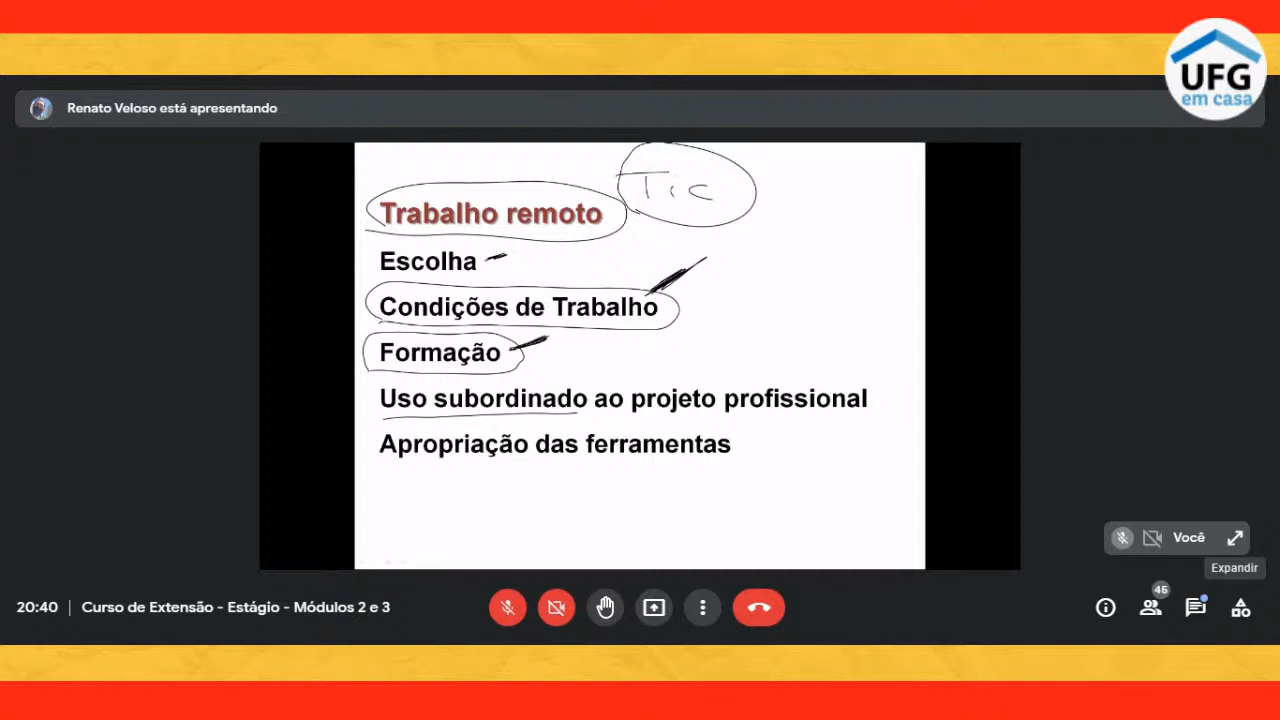 UFG
em casa
Renato Veloso está apresentando
Tic
Trabalho remoto
Escolha
Condições de Trabalho
Formação
Uso subordinado ao projeto profissional
Apropriação das ferramentas
Você
Expandir
45
20:40 | Curso de Extensão - Estágio - Módulos 2 e 3